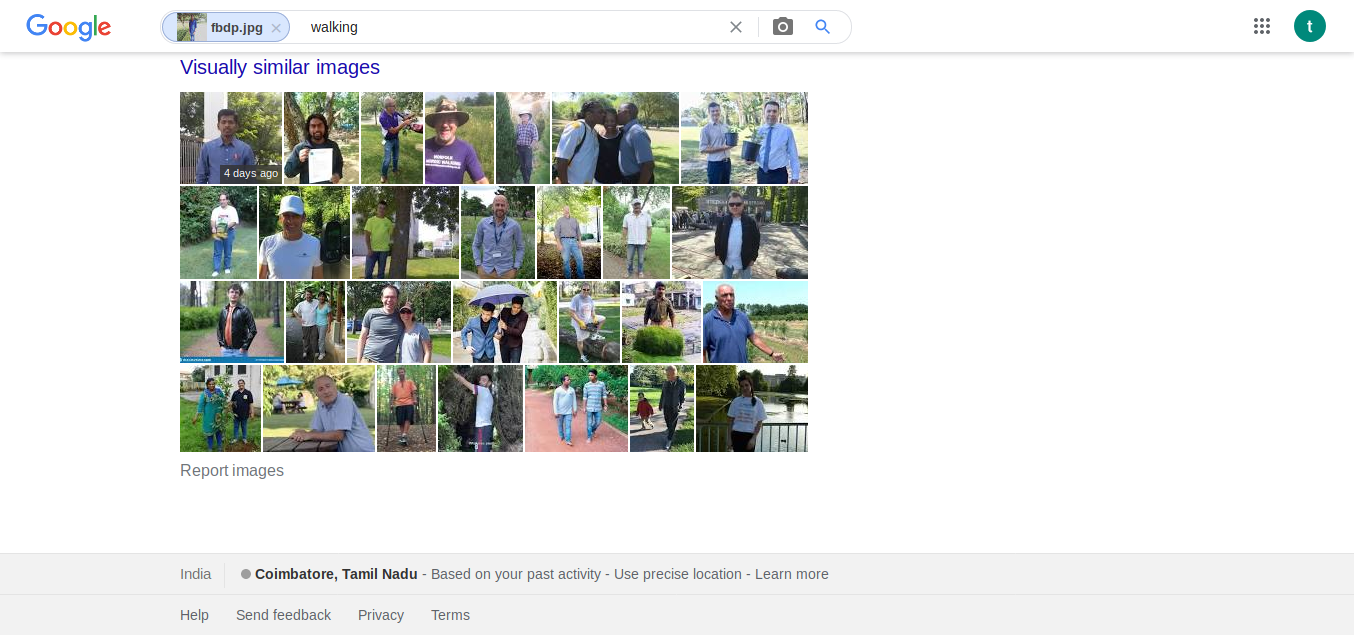 Google fbdp.jpg walking t
Visually similar images
4 days ago
Report images
India Coimbatore, Tamil Nadu - Based on your past activity - Use precise location - Learn more
Help Send feedback Privacy Terms